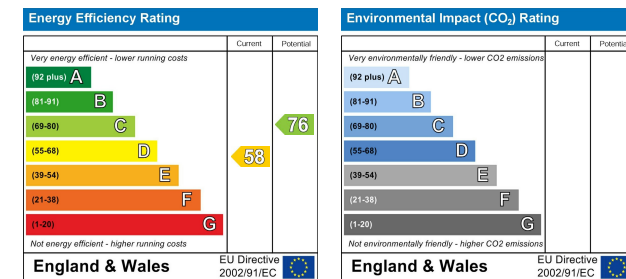 Energy Efficiency Rating
Current Potential
Very energy efficient - lower running costs
(92 plus) A
(81-91) B
(69-80) C 76
(55-68) D 58
(39-54) E
(21-38) F
(1-20) G
Not energy efficient - higher running costs
England & Wales
EU Directive
2002/91/EC
Environmental Impact (CO₂) Rating
Current Potential
Very environmentally friendly - lower CO2 emissions
(92 plus) A
(81-91) B
(69-80) C
(55-68) D
(39-54) E
(21-38) F
(1-20) G
Not environmentally friendly - higher CO2 emissions
England & Wales
EU Directive
2002/91/EC